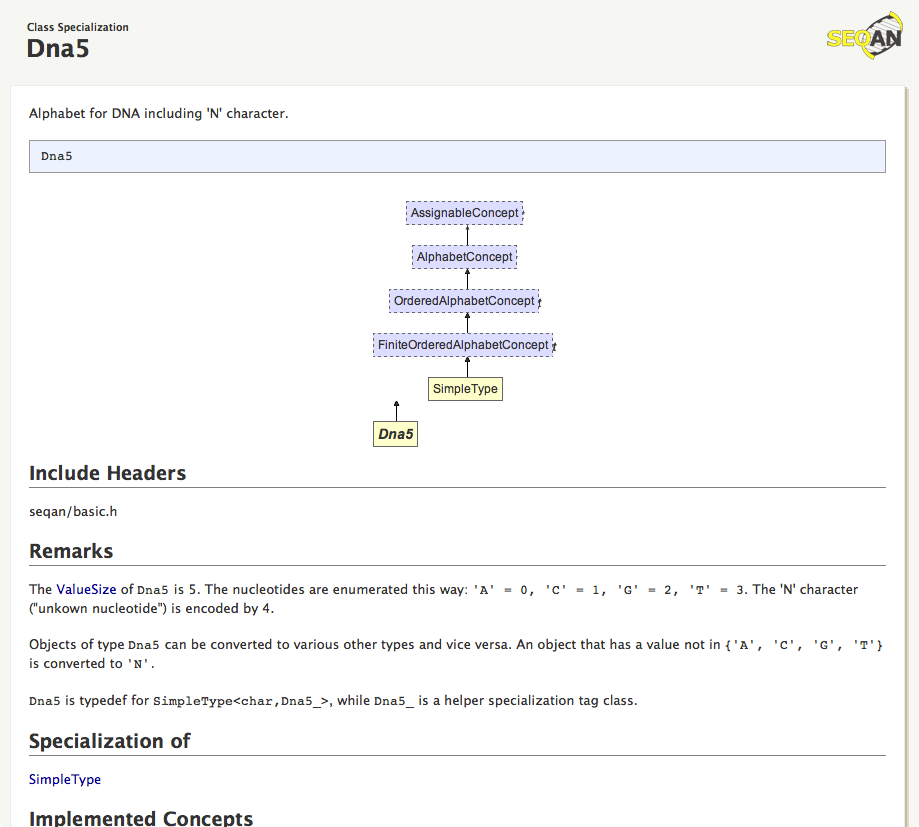 Class Specialization
Dna5
SEQAN
Alphabet for DNA including 'N' character.
Dna5
AssignableConcept
AlphabetConcept
OrderedAlphabetConcept
FiniteOrderedAlphabetConcept
SimpleType
Dna5
Include Headers
seqan/basic.h
Remarks
The ValueSize of Dna5 is 5. The nucleotides are enumerated this way: 'A' = 0, 'C' = 1, 'G' = 2, 'T' = 3. The 'N' character
("unkown nucleotide") is encoded by 4.
Objects of type Dna5 can be converted to various other types and vice versa. An object that has a value not in {'A', 'C', 'G', 'T'}
is converted to 'N'.
Dna5 is typedef for SimpleType<char,Dna5_>, while Dna5_ is a helper specialization tag class.
Specialization of
SimpleType
Implemented Concepts